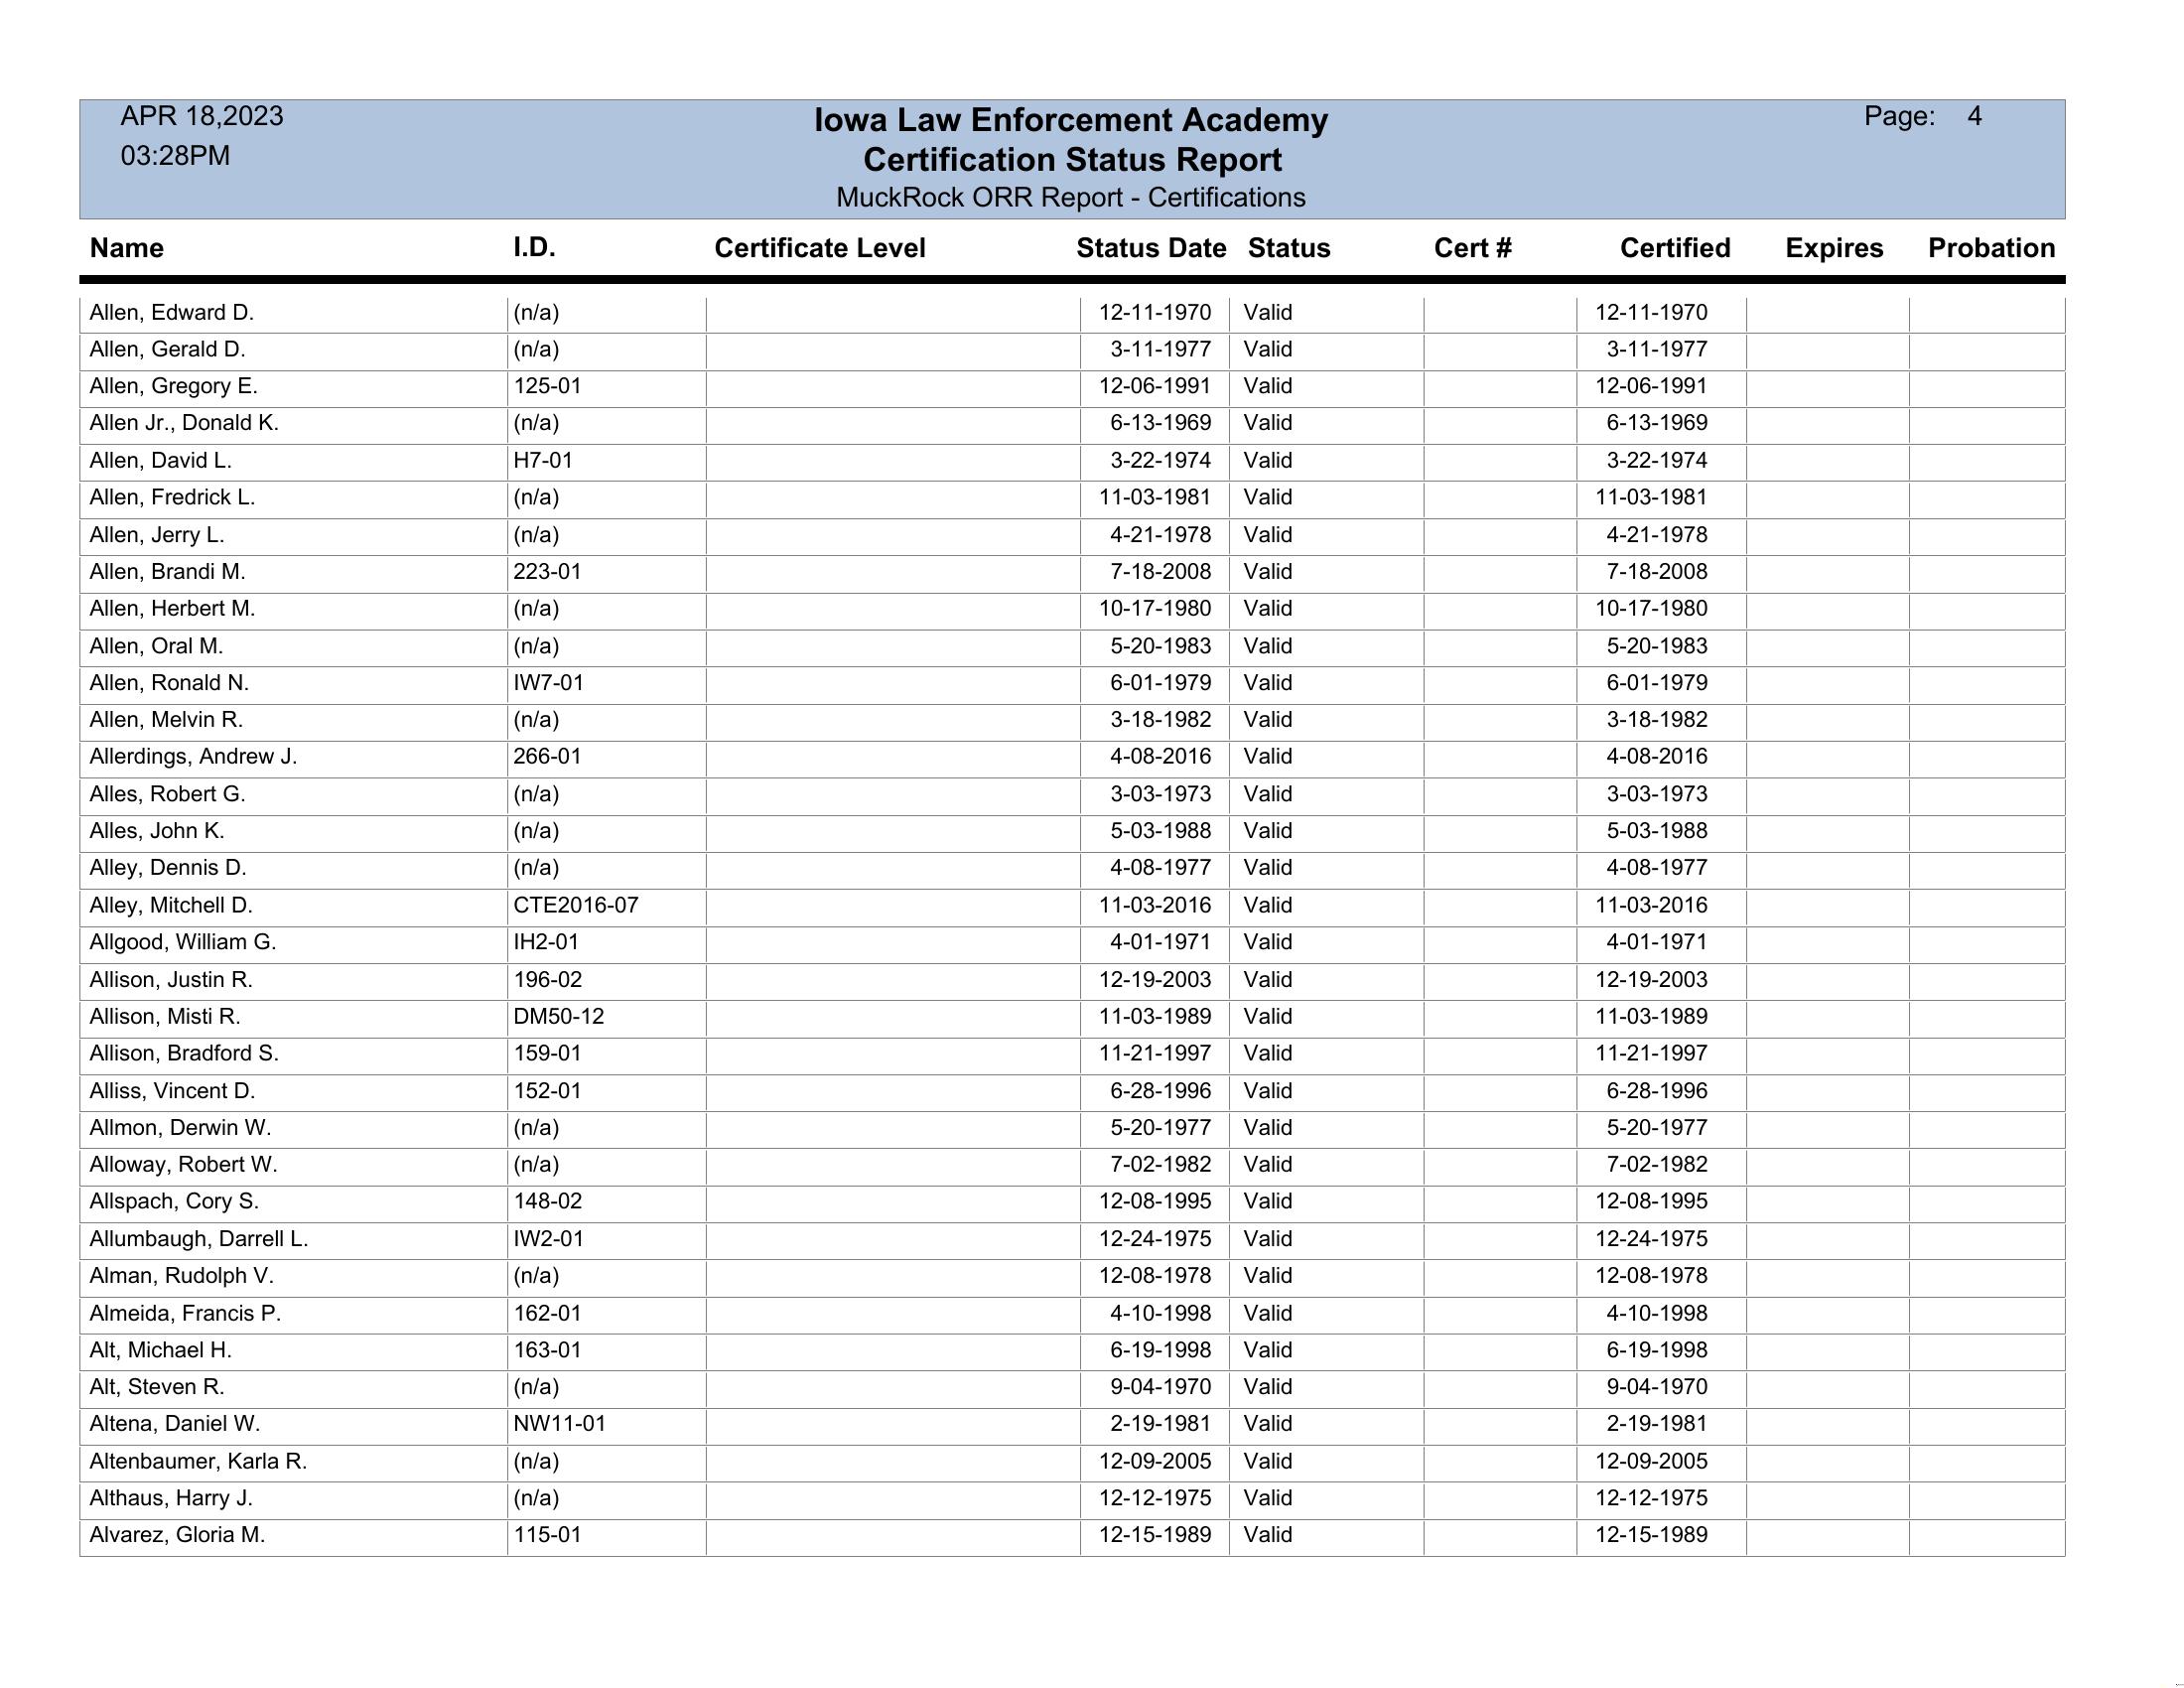 APR 18,2023
03:28PM
Iowa Law Enforcement Academy
Certification Status Report
MuckRock ORR Report - Certifications
Page: 4
Name I.D. Certificate Level Status Date Status Cert # Certified Expires Probation
Allen, Edward D. (n/a) 12-11-1970 Valid 12-11-1970
Allen, Gerald D. (n/a) 3-11-1977 Valid 3-11-1977
Allen, Gregory E. 125-01 12-06-1991 Valid 12-06-1991
Allen Jr., Donald K. (n/a) 6-13-1969 Valid 6-13-1969
Allen, David L. H7-01 3-22-1974 Valid 3-22-1974
Allen, Fredrick L. (n/a) 11-03-1981 Valid 11-03-1981
Allen, Jerry L. (n/a) 4-21-1978 Valid 4-21-1978
Allen, Brandi M. 223-01 7-18-2008 Valid 7-18-2008
Allen, Herbert M. (n/a) 10-17-1980 Valid 10-17-1980
Allen, Oral M. (n/a) 5-20-1983 Valid 5-20-1983
Allen, Ronald N. IW7-01 6-01-1979 Valid 6-01-1979
Allen, Melvin R. (n/a) 3-18-1982 Valid 3-18-1982
Allerdings, Andrew J. 266-01 4-08-2016 Valid 4-08-2016
Alles, Robert G. (n/a) 3-03-1973 Valid 3-03-1973
Alles, John K. (n/a) 5-03-1988 Valid 5-03-1988
Alley, Dennis D. (n/a) 4-08-1977 Valid 4-08-1977
Alley, Mitchell D. CTE2016-07 11-03-2016 Valid 11-03-2016
Allgood, William G. IH2-01 4-01-1971 Valid 4-01-1971
Allison, Justin R. 196-02 12-19-2003 Valid 12-19-2003
Allison, Misti R. DM50-12 11-03-1989 Valid 11-03-1989
Allison, Bradford S. 159-01 11-21-1997 Valid 11-21-1997
Alliss, Vincent D. 152-01 6-28-1996 Valid 6-28-1996
Allmon, Derwin W. (n/a) 5-20-1977 Valid 5-20-1977
Alloway, Robert W. (n/a) 7-02-1982 Valid 7-02-1982
Allspach, Cory S. 148-02 12-08-1995 Valid 12-08-1995
Allumbaugh, Darrell L. IW2-01 12-24-1975 Valid 12-24-1975
Alman, Rudolph V. (n/a) 12-08-1978 Valid 12-08-1978
Almeida, Francis P. 162-01 4-10-1998 Valid 4-10-1998
Alt, Michael H. 163-01 6-19-1998 Valid 6-19-1998
Alt, Steven R. (n/a) 9-04-1970 Valid 9-04-1970
Altena, Daniel W. NW11-01 2-19-1981 Valid 2-19-1981
Altenbaumer, Karla R. (n/a) 12-09-2005 Valid 12-09-2005
Althaus, Harry J. (n/a) 12-12-1975 Valid 12-12-1975
Alvarez, Gloria M. 115-01 12-15-1989 Valid 12-15-1989